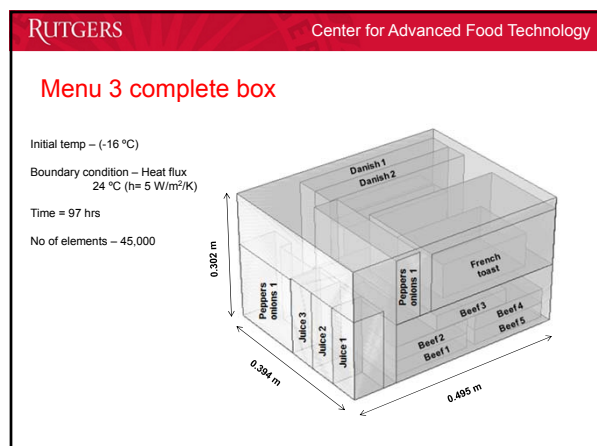 RUTGERS
Center for Advanced Food Technology
Menu 3 complete box
Initial temp – (-16 ºC)
Boundary condition – Heat flux
24 ºC (h= 5 W/m²/K)
Time = 97 hrs
No of elements – 45,000
0.302 m
0.394 m
0.495 m
Danish 1
Danish 2
French
toast
Peppers
onions 1
Peppers
onions 1
Juice 3
Juice 2
Juice 1
Beef 3
Beef 4
Beef 2
Beef 5
Beef 1